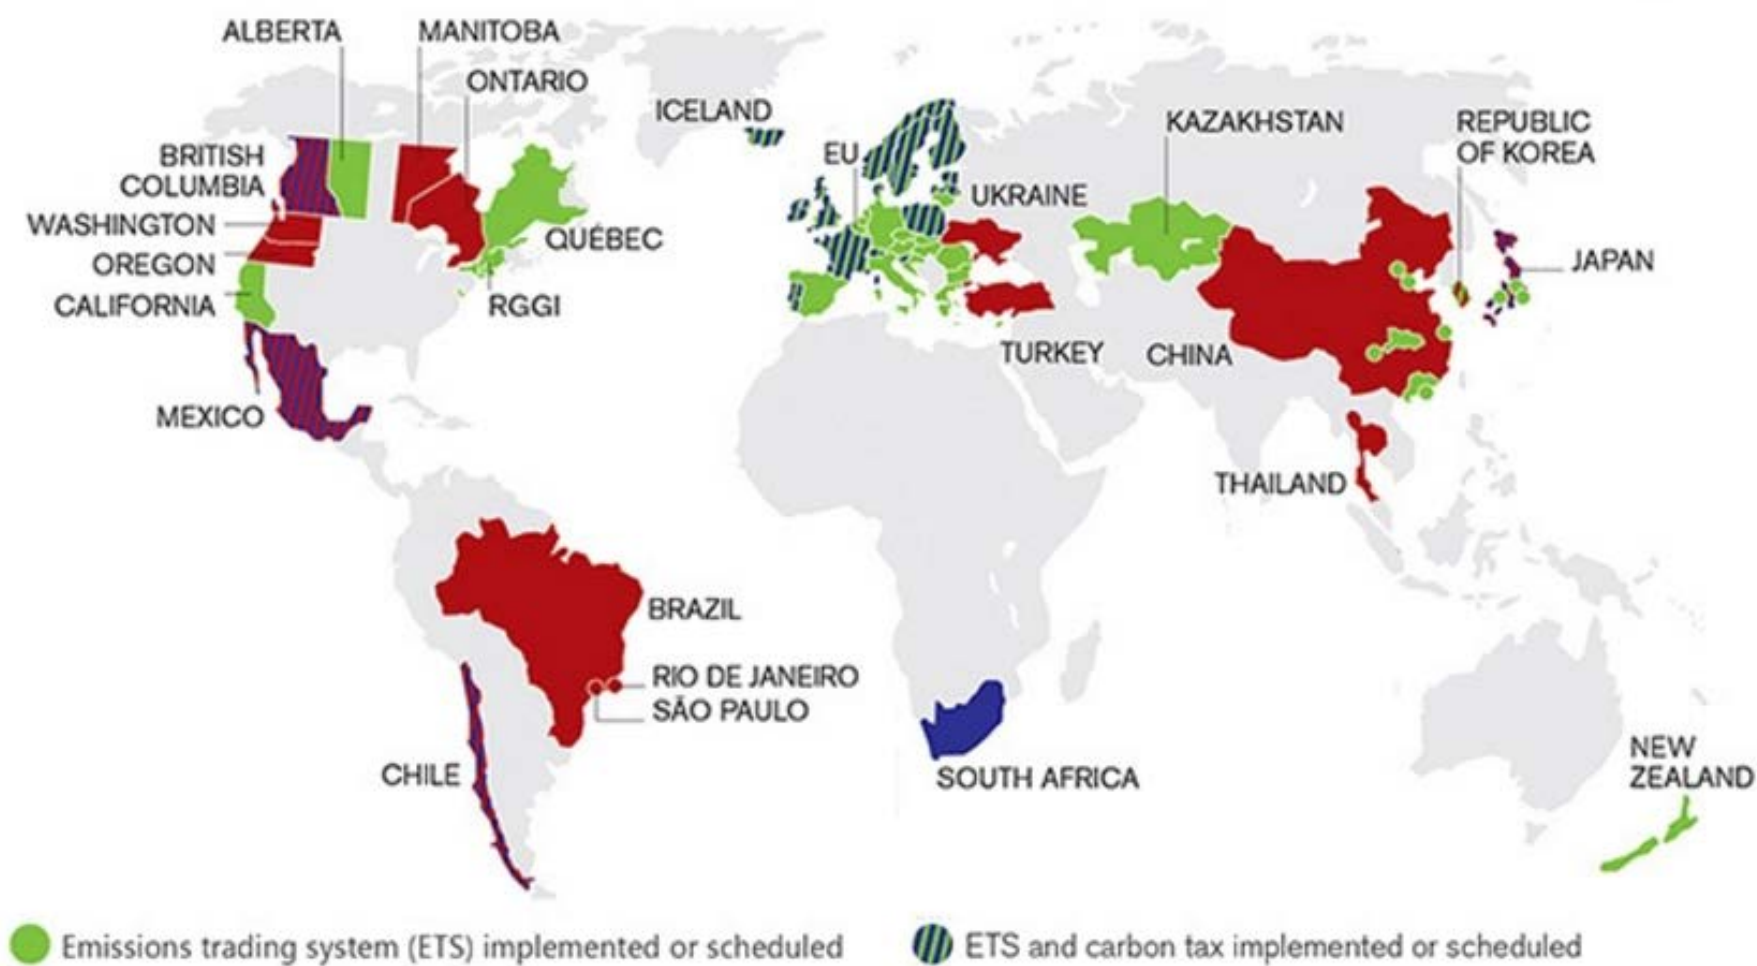 ALBERTA
MANITOBA
ONTARIO
ICELAND
KAZAKHSTAN
REPUBLIC
OF KOREA
BRITISH
COLUMBIA
EU
UKRAINE
WASHINGTON
QUÉBEC
OREGON
JAPAN
CALIFORNIA
RGGI
TURKEY
CHINA
MEXICO
THAILAND
BRAZIL
RIO DE JANEIRO
SÃO PAULO
CHILE
SOUTH AFRICA
NEW
ZEALAND
Emissions trading system (ETS) implemented or scheduled
ETS and carbon tax implemented or scheduled